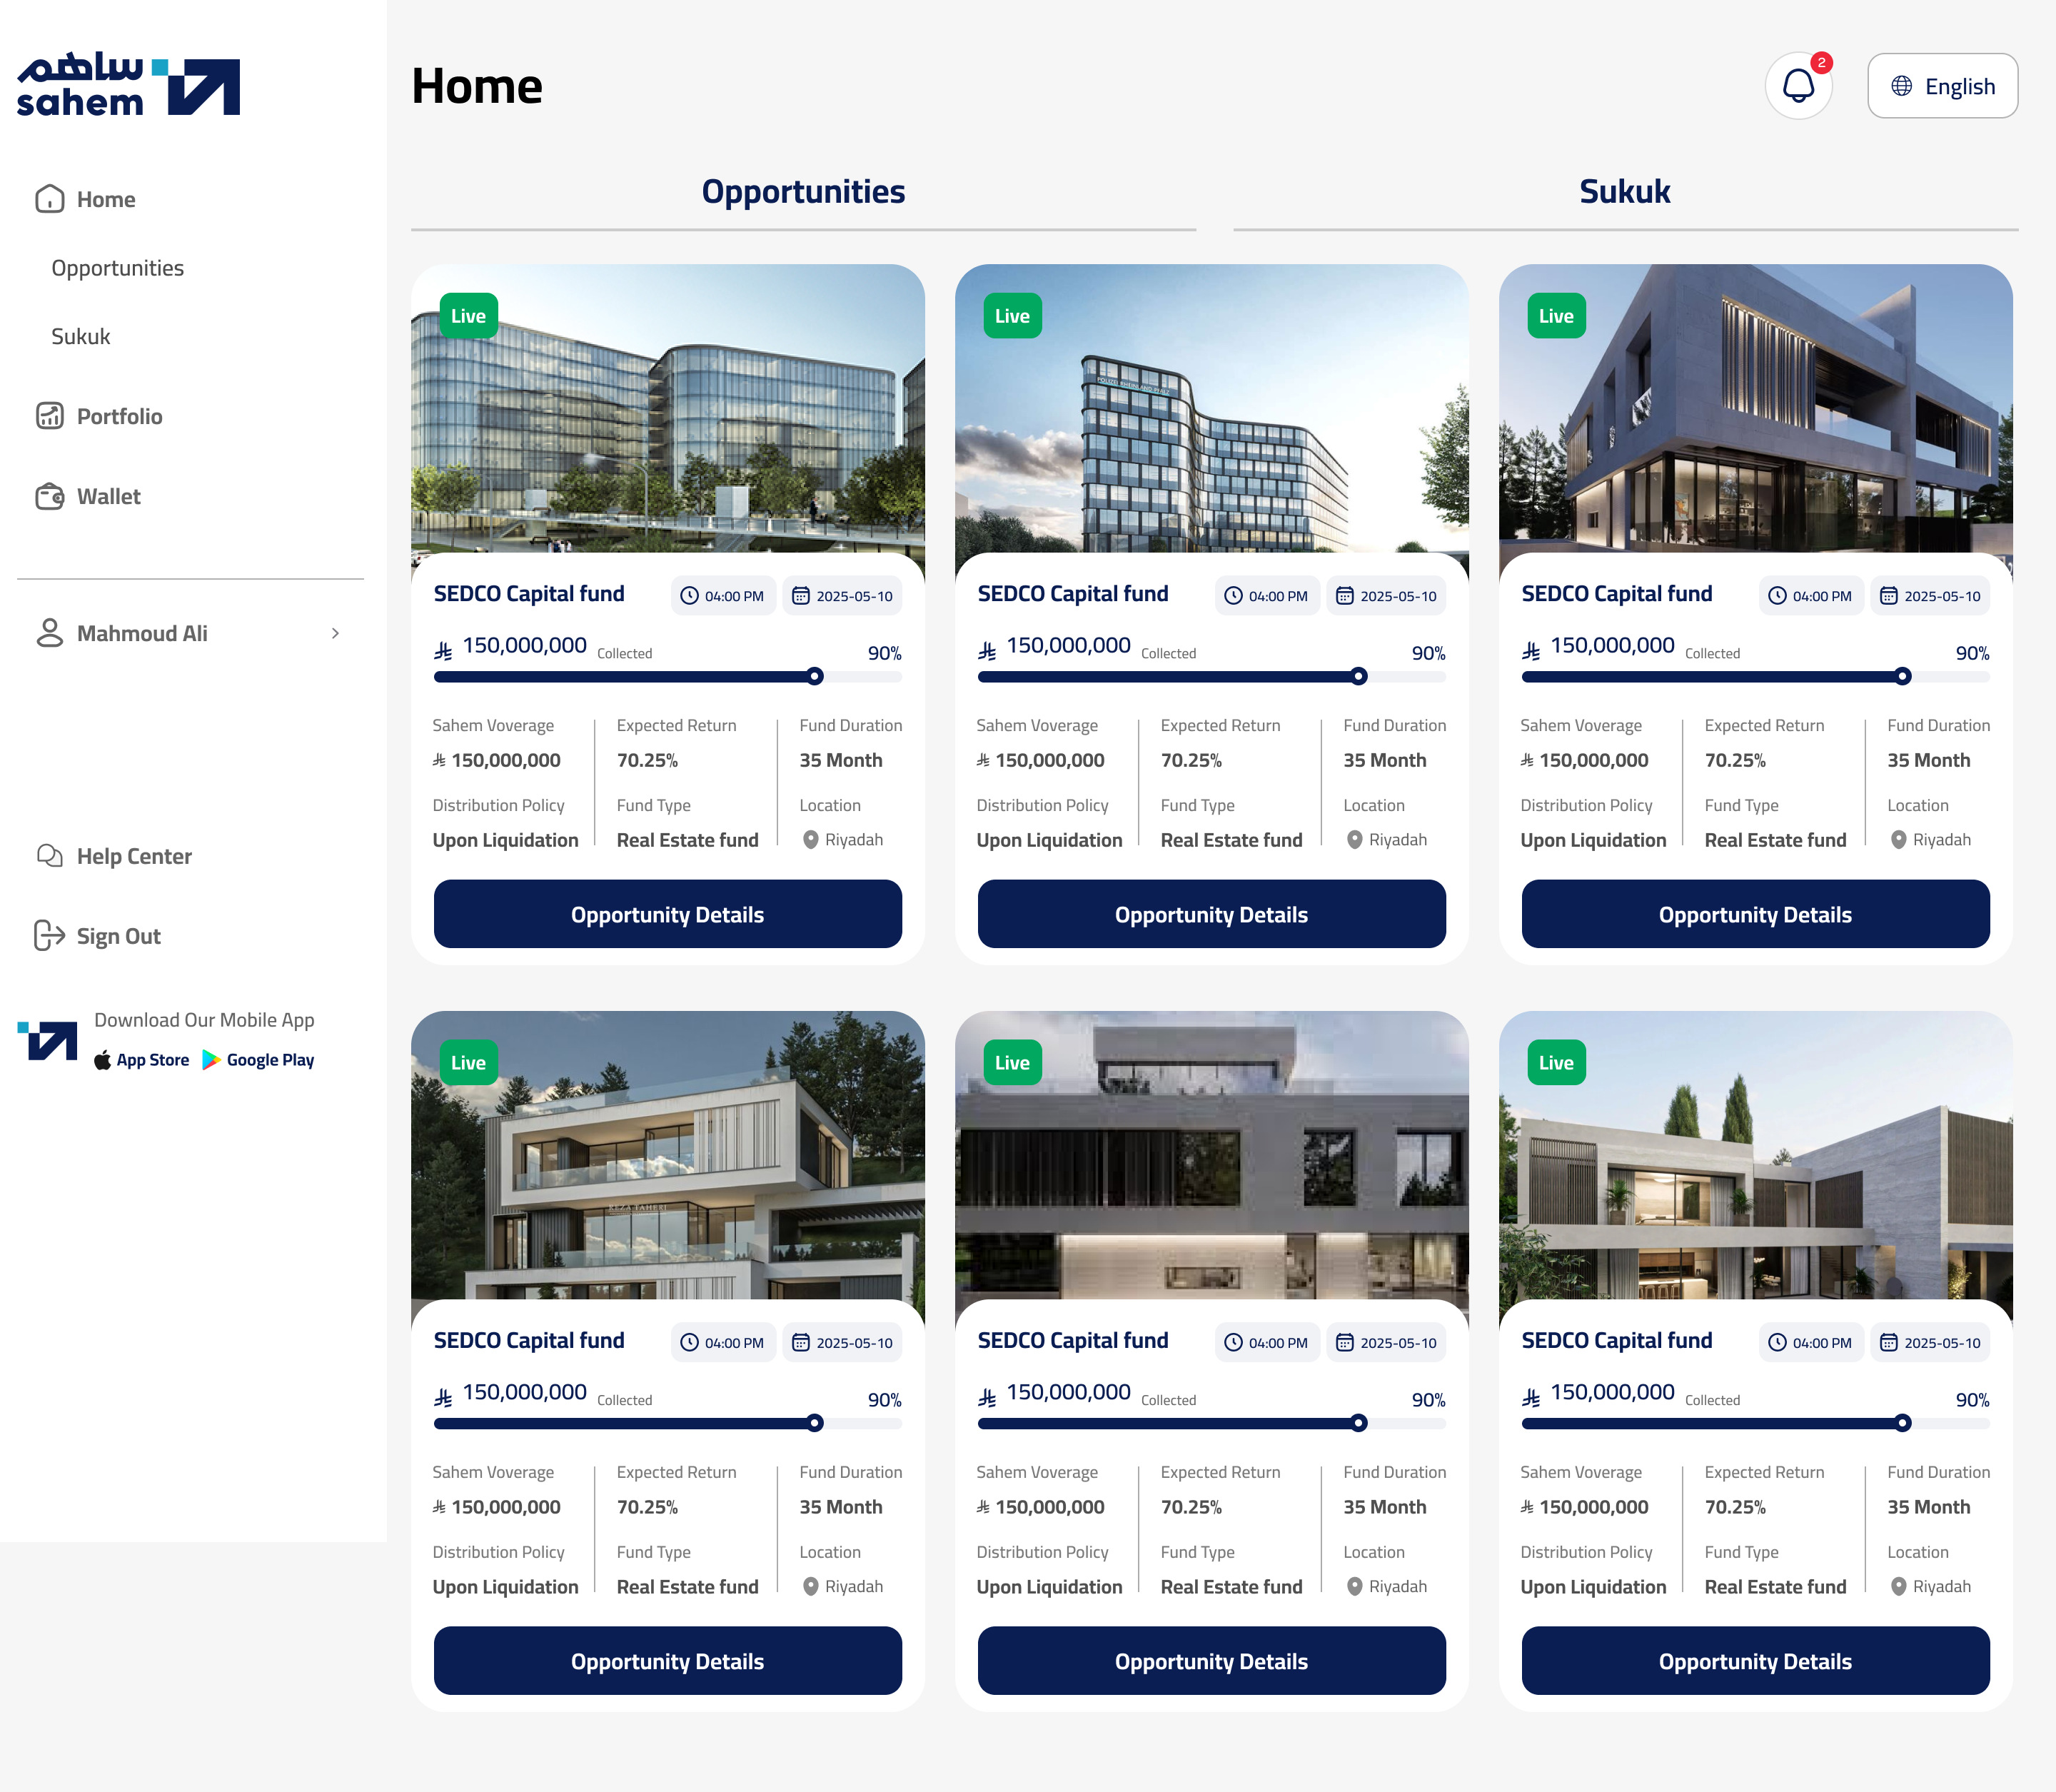 ساهم
sahem
Home
Opportunities
Sukuk
Portfolio
Wallet
Mahmoud Ali
Help Center
Sign Out
Download Our Mobile App
App Store Google Play
Home
2
English
Opportunities Sukuk
Live
SEDCO Capital fund 04:00 PM 2025-05-10
150,000,000 Collected 90%
Sahem Voverage Expected Return Fund Duration
150,000,000 70.25% 35 Month
Distribution Policy Fund Type Location
Upon Liquidation Real Estate fund Riyadah
Opportunity Details
Live
POLIZEI RHEINLAND-PFALZ
SEDCO Capital fund 04:00 PM 2025-05-10
150,000,000 Collected 90%
Sahem Voverage Expected Return Fund Duration
150,000,000 70.25% 35 Month
Distribution Policy Fund Type Location
Upon Liquidation Real Estate fund Riyadah
Opportunity Details
Live
SEDCO Capital fund 04:00 PM 2025-05-10
150,000,000 Collected 90%
Sahem Voverage Expected Return Fund Duration
150,000,000 70.25% 35 Month
Distribution Policy Fund Type Location
Upon Liquidation Real Estate fund Riyadah
Opportunity Details
Live
REZA TAHERI
SEDCO Capital fund 04:00 PM 2025-05-10
150,000,000 Collected 90%
Sahem Voverage Expected Return Fund Duration
150,000,000 70.25% 35 Month
Distribution Policy Fund Type Location
Upon Liquidation Real Estate fund Riyadah
Opportunity Details
Live
SEDCO Capital fund 04:00 PM 2025-05-10
150,000,000 Collected 90%
Sahem Voverage Expected Return Fund Duration
150,000,000 70.25% 35 Month
Distribution Policy Fund Type Location
Upon Liquidation Real Estate fund Riyadah
Opportunity Details
Live
SEDCO Capital fund 04:00 PM 2025-05-10
150,000,000 Collected 90%
Sahem Voverage Expected Return Fund Duration
150,000,000 70.25% 35 Month
Distribution Policy Fund Type Location
Upon Liquidation Real Estate fund Riyadah
Opportunity Details